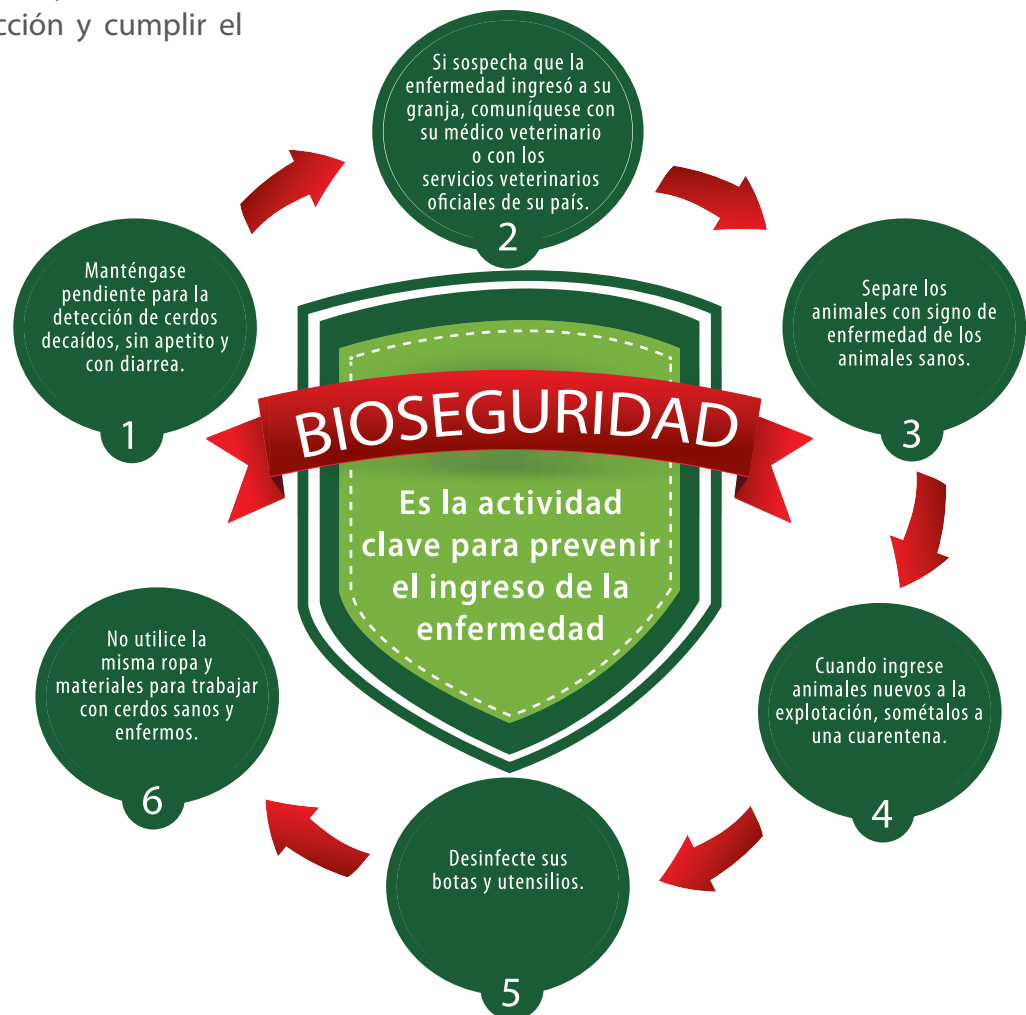 cción y cumplir el
Manténgase
pendiente para la
detección de cerdos
decaídos, sin apetito y
con diarrea.
1
Si sospecha que la
enfermedad ingresó a su
granja, comuníquese con
su médico veterinario
o con los
servicios veterinarios
oficiales de su país.
2
Separe los
animales con signo de
enfermedad de los
animales sanos.
3
Cuando ingrese
animales nuevos a la
explotación, sométalos a
una cuarentena.
4
Desinfecte sus
botas y utensilios.
5
No utilice la
misma ropa y
materiales para trabajar
con cerdos sanos y
enfermos.
6
BIOSEGURIDAD
Es la actividad
clave para prevenir
el ingreso de la
enfermedad